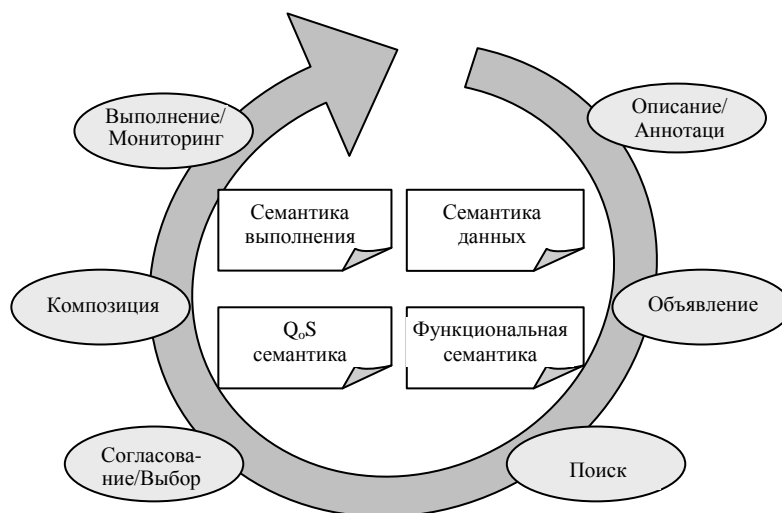 Выполнение/
Мониторинг
Описание/
Аннотаци
Семантика
выполнения
Семантика
данных
Композиция
Объявление
QoS
семантика
Функциональная
семантика
Согласова-
ние/Выбор
Поиск